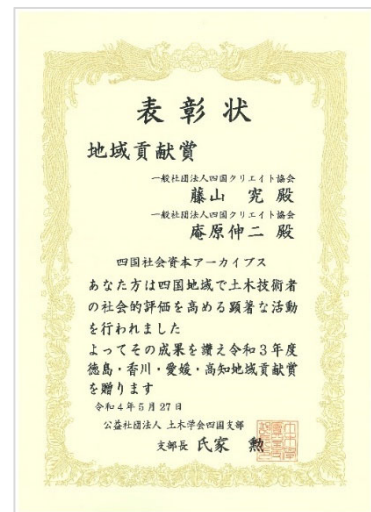 表彰状
地域貢献賞
一般社団法人四国クリエイト協会
藤山 究 殿
一般社団法人四国クリエイト協会
庵原伸二 殿
四国社会資本アーカイブス
あなた方は四国地域で土木技術者
の社会的評価を高める顕著な活動
を行われました
よってその成果を讃え令和3年度
徳島・香川・愛媛・高知地域貢献賞
を贈ります
令和4年5月27日
公益社団法人 土木学会四国支部
支部長 氏家 勲